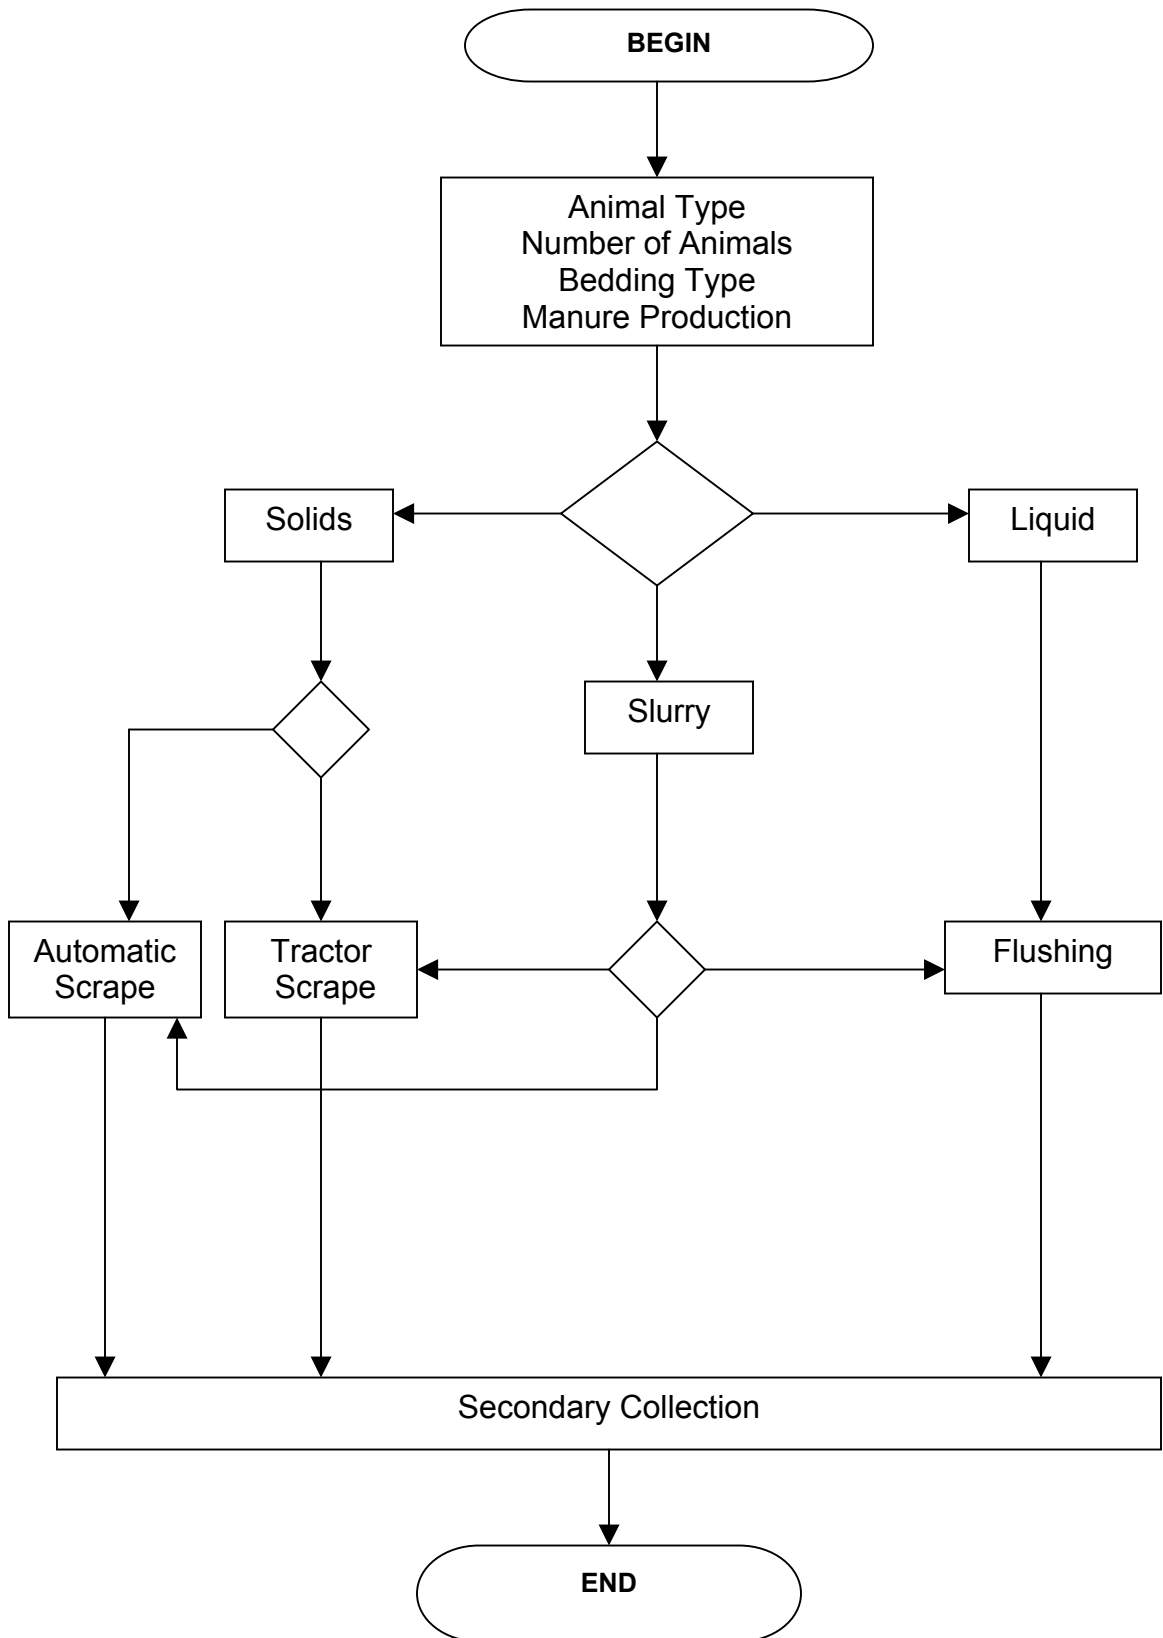 BEGIN
Animal Type
Number of Animals
Bedding Type
Manure Production
Solids
Liquid
Slurry
Automatic
Scrape
Tractor
Scrape
Flushing
Secondary Collection
END